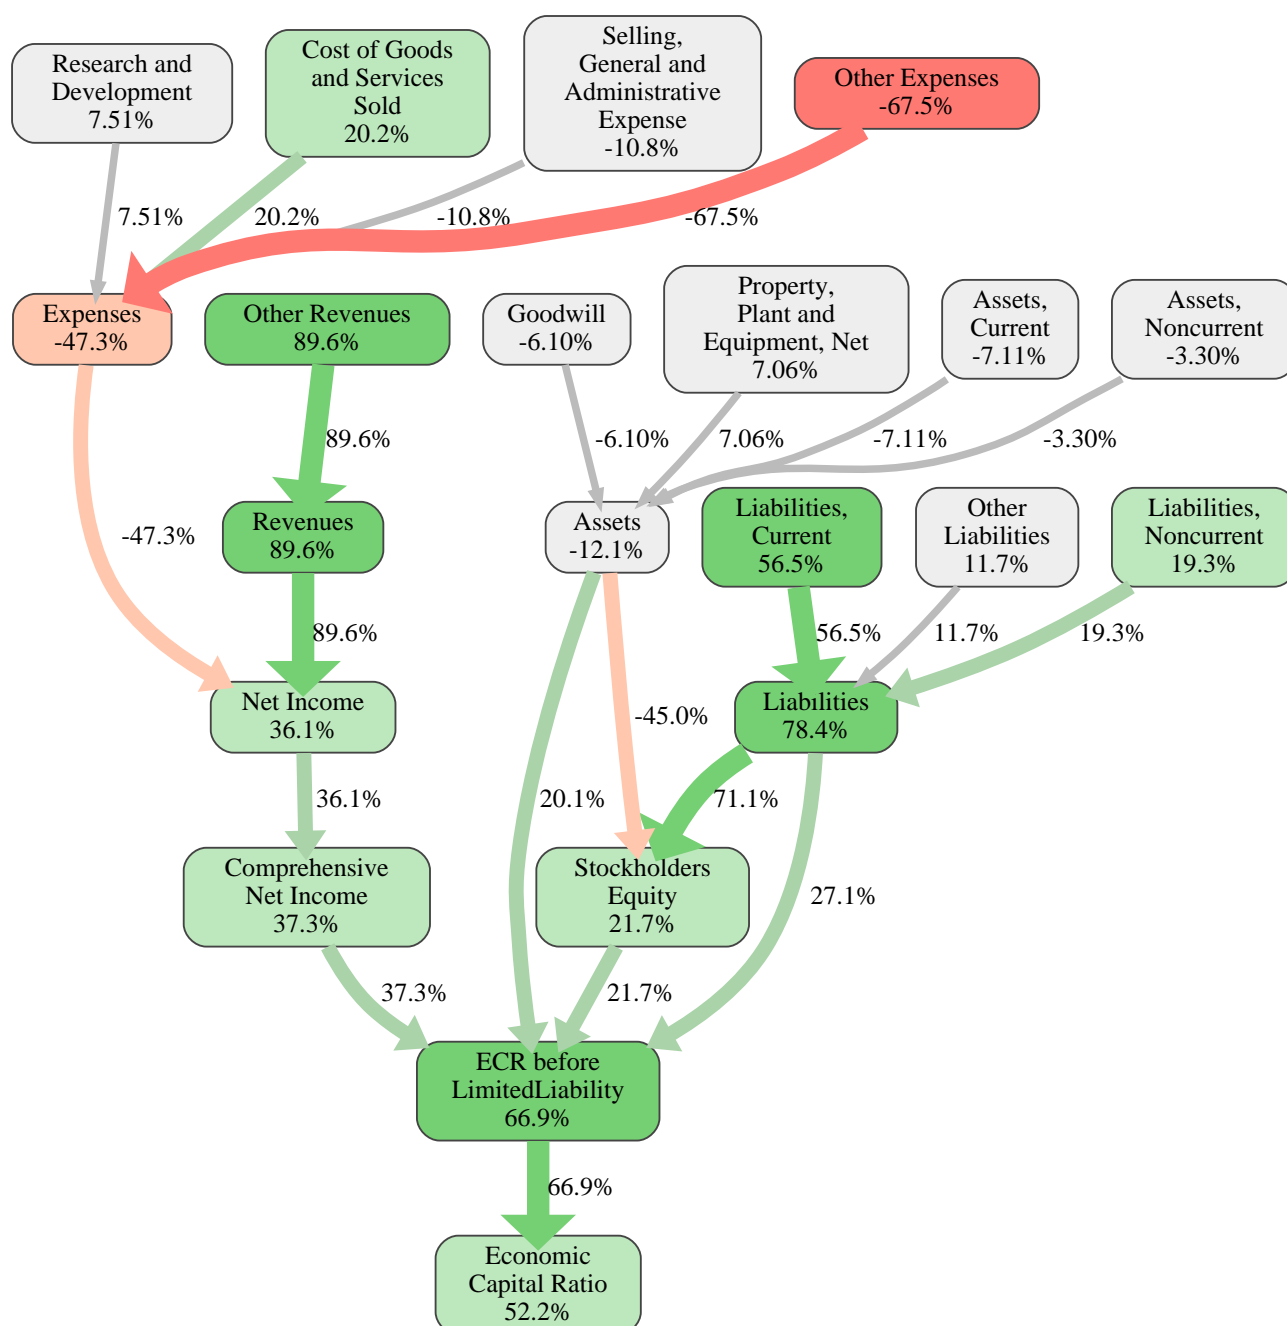 Research and
Development
7.51%
Cost of Goods
and Services
Sold
20.2%
Selling,
General and
Administrative
Expense
-10.8%
Other Expenses
-67.5%
7.51%
20.2%
-10.8%
-67.5%
Expenses
-47.3%
Other Revenues
89.6%
Goodwill
-6.10%
Property,
Plant and
Equipment, Net
7.06%
Assets,
Current
-7.11%
Assets,
Noncurrent
-3.30%
89.6%
-6.10%
7.06%
-7.11%
-3.30%
-47.3%
Revenues
89.6%
Assets
-12.1%
Liabilities,
Current
56.5%
Other
Liabilities
11.7%
Liabilities,
Noncurrent
19.3%
89.6%
56.5%
11.7%
19.3%
Net Income
36.1%
-45.0%
Liabilities
78.4%
36.1%
20.1%
71.1%
Comprehensive
Net Income
37.3%
Stockholders
Equity
21.7%
27.1%
37.3%
21.7%
ECR before
LimitedLiability
66.9%
66.9%
Economic
Capital Ratio
52.2%